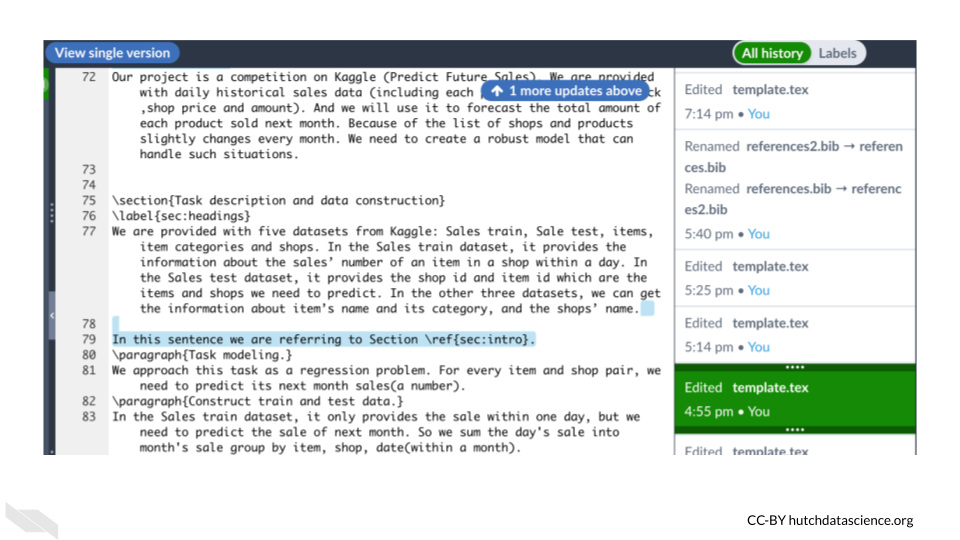 View single version
All history Labels
72 Our project is a competition on Kaggle (Predict Future Sales). We are provided
with daily historical sales data (including each
ck
1 more updates above
,shop price and amount). And we will use it to forecast the total amount of
each product sold next month. Because of the list of shops and products
slightly changes every month. We need to create a robust model that can
handle such situations.
73
74
75 \section{Task description and data construction}
76 \label{sec:headings}
77 We are provided with five datasets from Kaggle: Sales train, Sale test, items,
item categories and shops. In the Sales train dataset, it provides the
information about the sales’ number of an item in a shop within a day. In
the Sales test dataset, it provides the shop id and item id which are the
items and shops we need to predict. In the other three datasets, we can get
the information about item’s name and its category, and the shops’ name.
78
79 In this sentence we are referring to Section \ref{sec:intro}.
80 \paragraph{Task modeling.}
81 We approach this task as a regression problem. For every item and shop pair, we
need to predict its next month sales(a number).
82 \paragraph{Construct train and test data.}
83 In the Sales train dataset, it only provides the sale within one day, but we
need to predict the sale of next month. So we sum the day's sale into
month's sale group by item, shop, date(within a month).
Edited template.tex
7:14 pm • You
Renamed references2.bib → referen
ces.bib
Renamed references.bib → referenc
es2.bib
5:40 pm • You
Edited template.tex
5:25 pm • You
Edited template.tex
5:14 pm • You
Edited template.tex
4:55 pm • You
Edited template.tex
CC-BY hutchdatascience.org